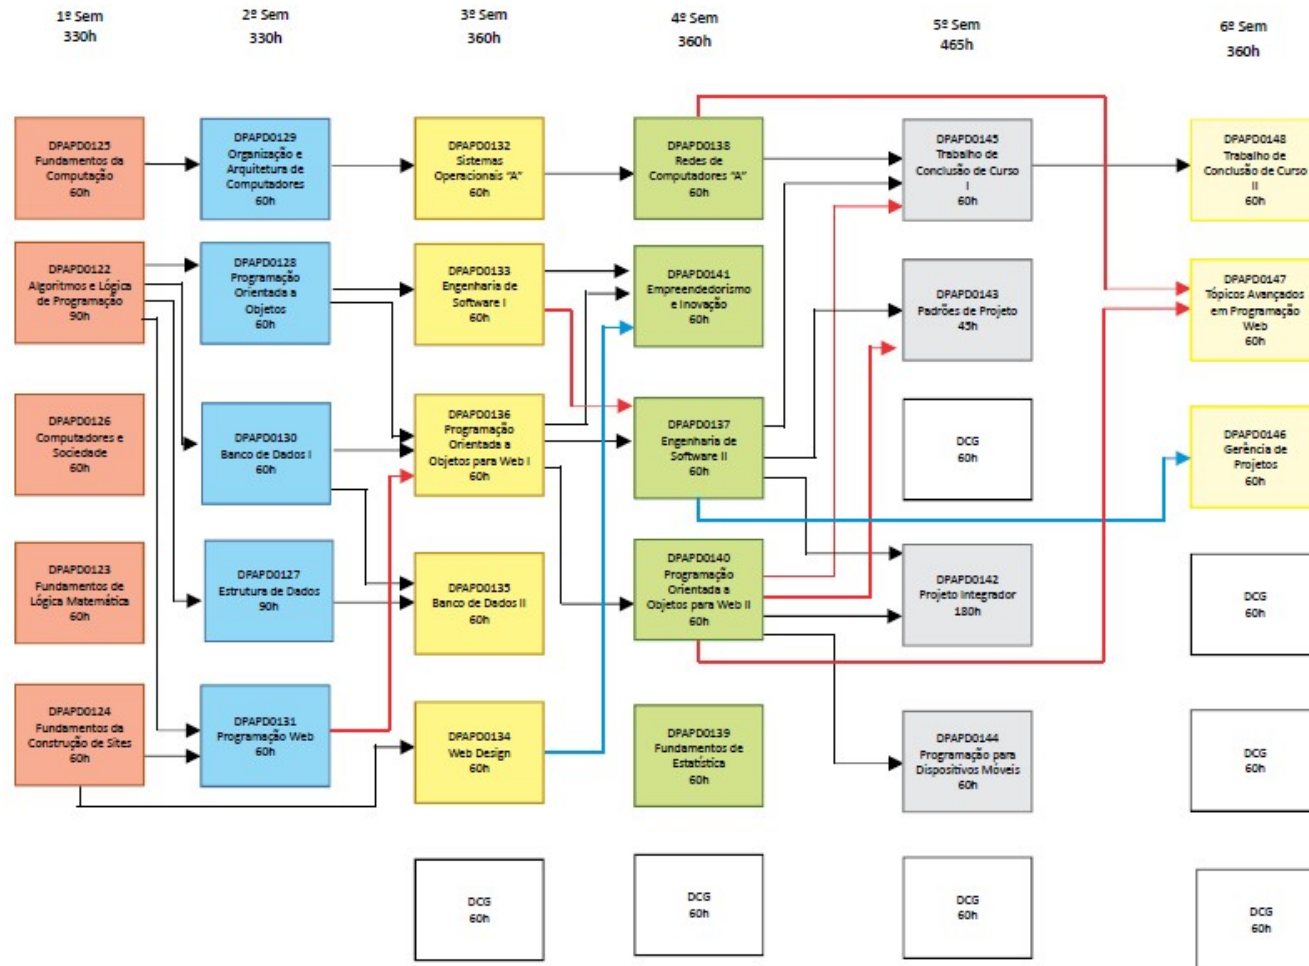 1º Sem
330h
2º Sem
330h
3º Sem
360h
4º Sem
360h
5º Sem
465h
6º Sem
360h
DPAPD0125
Fundamentos da
Computação
60h
DPAPD0129
Organização e
Arquitetura de
Computadores
60h
DPAPD0132
Sistemas
Operacionais "A"
60h
DPAPD0138
Redes de
Computadores "A"
60h
DPAPD0145
Trabalho de
Conclusão de Curso
I
60h
DPAPD0148
Trabalho de
Conclusão de Curso
II
60h
DPAPD0122
Algoritmos e Lógica
de Programação
90h
DPAPD0128
Programação
Orientada a
Objetos
60h
DPAPD0133
Engenharia de
Software I
60h
DPAPD0141
Empreendedorismo
e Inovação
60h
DPAPD0143
Padrões de Projeto
45h
DPAPD0147
Tópicos Avançados
em Programação
Web
60h
DPAPD0126
Computadores e
Sociedade
60h
DPAPD0130
Banco de Dados I
60h
DPAPD0136
Programação
Orientada a
Objetos para Web I
60h
DPAPD0137
Engenharia de
Software II
60h
DCG
60h
DPAPD0146
Gerência de
Projetos
60h
DPAPD0123
Fundamentos de
Lógica Matemática
60h
DPAPD0127
Estrutura de Dados
90h
DPAPD0135
Banco de Dados II
60h
DPAPD0140
Programação
Orientada a
Objetos para Web II
60h
DPAPD0142
Projeto Integrador
180h
DCG
60h
DPAPD0124
Fundamentos da
Construção de Sites
60h
DPAPD0131
Programação Web
60h
DPAPD0134
Web Design
60h
DPAPD0139
Fundamentos de
Estatística
60h
DPAPD0144
Programação para
Dispositivos Móveis
60h
DCG
60h
DCG
60h
DCG
60h
DCG
60h
DCG
60h